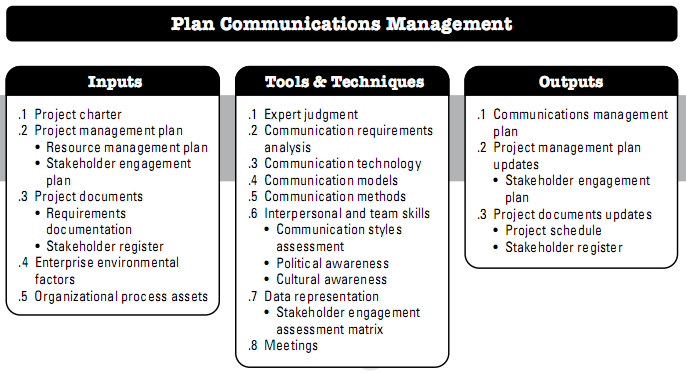 Plan Communications Management
Inputs
.1 Project charter
.2 Project management plan
• Resource management plan
• Stakeholder engagement
plan
.3 Project documents
• Requirements
documentation
• Stakeholder register
.4 Enterprise environmental
factors
.5 Organizational process assets
Tools & Techniques
.1 Expert judgment
.2 Communication requirements
analysis
.3 Communication technology
.4 Communication models
.5 Communication methods
.6 Interpersonal and team skills
• Communication styles
assessment
• Political awareness
• Cultural awareness
.7 Data representation
• Stakeholder engagement
assessment matrix
.8 Meetings
Outputs
.1 Communications management
plan
.2 Project management plan
updates
• Stakeholder engagement
plan
.3 Project documents updates
• Project schedule
• Stakeholder register